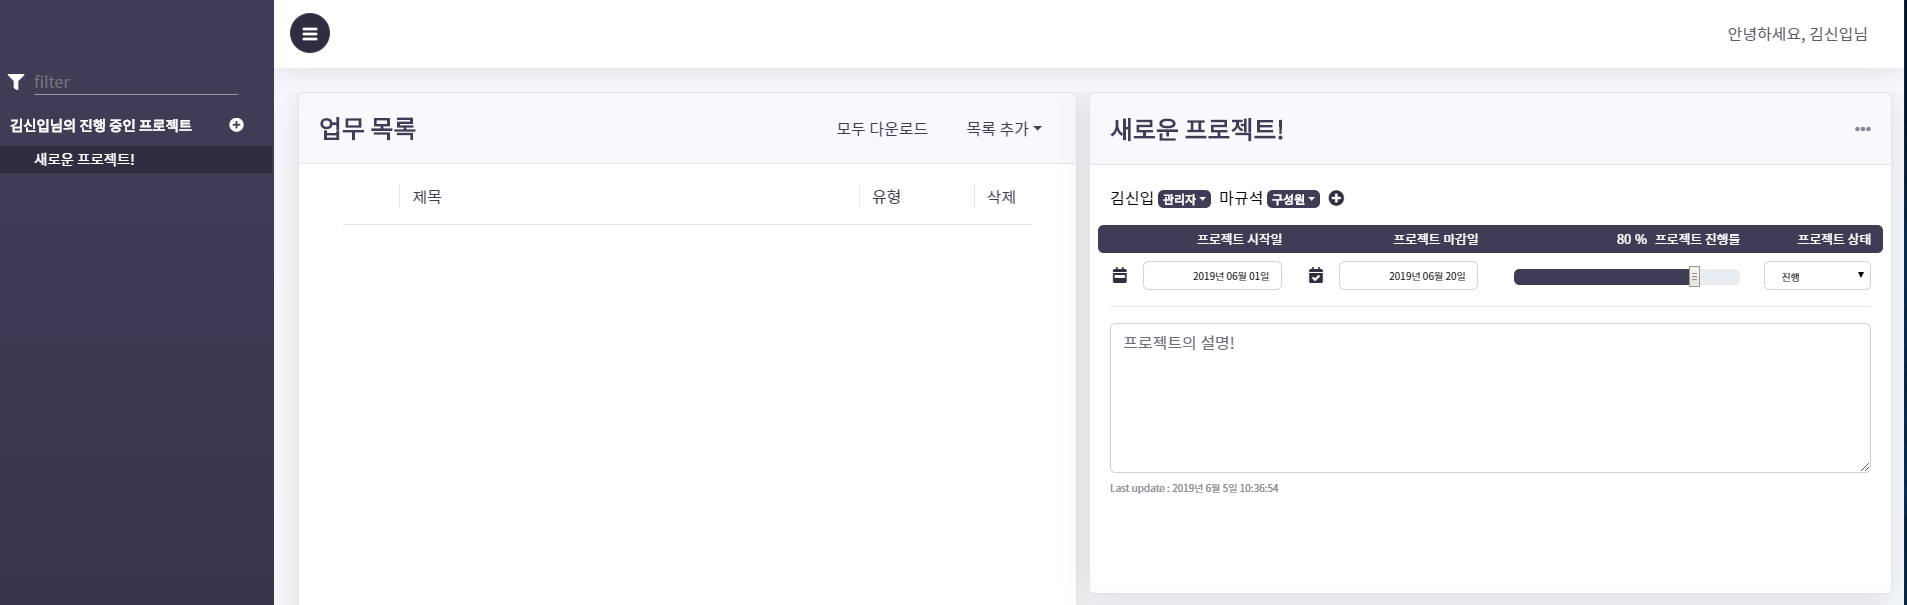 안녕하세요, 김신입님
filter
김신입님의 진행 중인 프로젝트
새로운 프로젝트!
업무 목록 모두 다운로드 목록 추가
제목 유형 삭제
새로운 프로젝트!
김신입 관리자 마규석 구성원
프로젝트 시작일 프로젝트 마감일 80 % 프로젝트 진행률 프로젝트 상태
2019년 06월 01일 2019년 06월 20일 진행
프로젝트의 설명!
Last update : 2019년 6월 5일 10:36:54